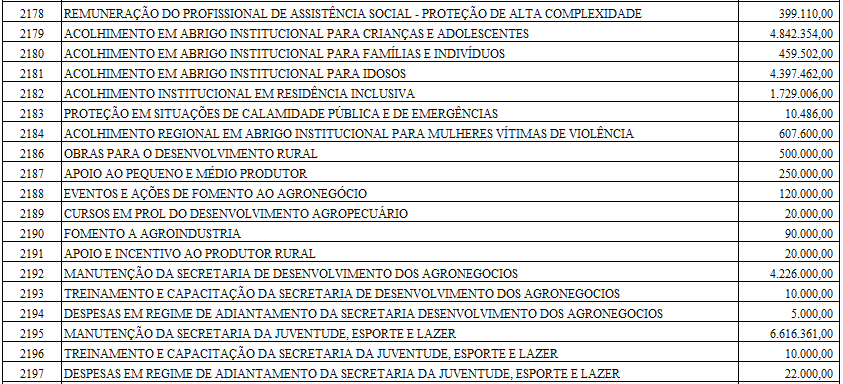 2178 REMUNERAÇÃO DO PROFISSIONAL DE ASSISTÊNCIA SOCIAL - PROTEÇÃO DE ALTA COMPLEXIDADE 399.110,00
2179 ACOLHIMENTO EM ABRIGO INSTITUCIONAL PARA CRIANÇAS E ADOLESCENTES 4.842.354,00
2180 ACOLHIMENTO EM ABRIGO INSTITUCIONAL PARA FAMÍLIAS E INDIVÍDUOS 459.502,00
2181 ACOLHIMENTO EM ABRIGO INSTITUCIONAL PARA IDOSOS 4.397.462,00
2182 ACOLHIMENTO INSTITUCIONAL EM RESIDÊNCIA INCLUSIVA 1.729.006,00
2183 PROTEÇÃO EM SITUAÇÕES DE CALAMIDADE PÚBLICA E DE EMERGÊNCIAS 10.486,00
2184 ACOLHIMENTO REGIONAL EM ABRIGO INSTITUCIONAL PARA MULHERES VÍTIMAS DE VIOLÊNCIA 607.600,00
2186 OBRAS PARA O DESENVOLVIMENTO RURAL 500.000,00
2187 APOIO AO PEQUENO E MÉDIO PRODUTOR 250.000,00
2188 EVENTOS E AÇÕES DE FOMENTO AO AGRONEGÓCIO 120.000,00
2189 CURSOS EM PROL DO DESENVOLVIMENTO AGROPECUÁRIO 20.000,00
2190 FOMENTO A AGROINDUSTRIA 90.000,00
2191 APOIO E INCENTIVO AO PRODUTOR RURAL 20.000,00
2192 MANUTENÇÃO DA SECRETARIA DE DESENVOLVIMENTO DOS AGRONEGOCIOS 4.226.000,00
2193 TREINAMENTO E CAPACITAÇÃO DA SECRETARIA DE DESENVOLVIMENTO DOS AGRONEGOCIOS 10.000,00
2194 DESPESAS EM REGIME DE ADIANTAMENTO DA SECRETARIA DESENVOLVIMENTO DOS AGRONEGOCIOS 5.000,00
2195 MANUTENÇÃO DA SECRETARIA DA JUVENTUDE, ESPORTE E LAZER 6.616.361,00
2196 TREINAMENTO E CAPACITAÇÃO DA SECRETARIA DA JUVENTUDE, ESPORTE E LAZER 10.000,00
2197 DESPESAS EM REGIME DE ADIANTAMENTO DA SECRETARIA DA JUVENTUDE, ESPORTE E LAZER 22.000,00